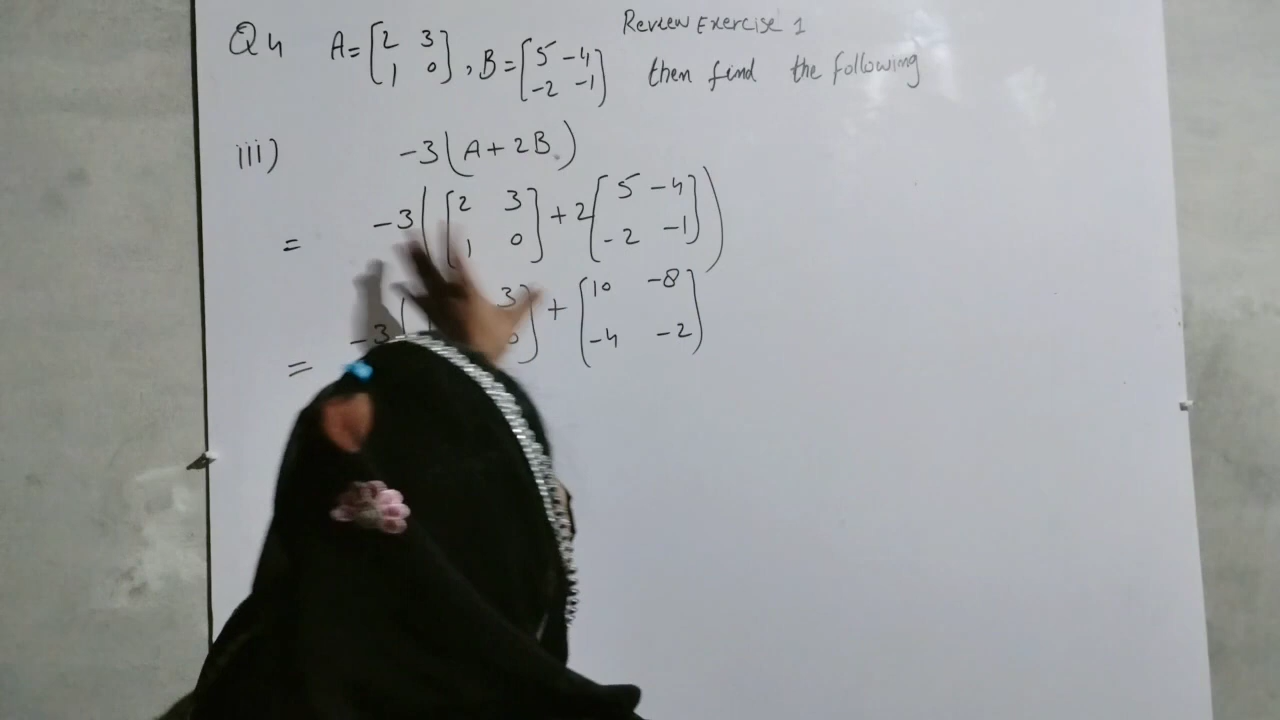 Review Exercise 1
Q4 A = [2 3 1 0], B = [5 -4 -2 -1] then find the following
iii) -3(A + 2B)
= -3([2 3 1 0] + 2[5 -4 -2 -1])
= -3([3 0] + [10 -8 -4 -2]